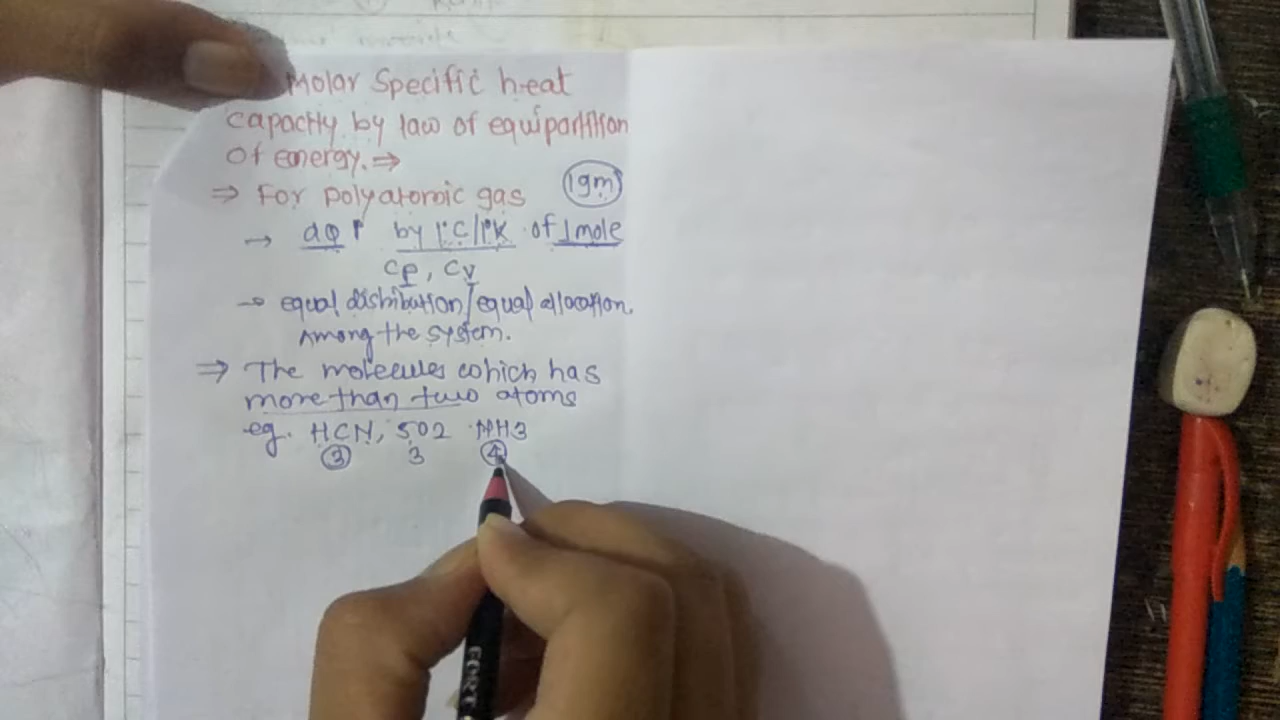 Molar Specific heat
capacity by law of equipartition
of energy. ⇒
⇒ For polyatomic gas
1gm
→ dQ ↑ by 1°C/1°K of 1mole
Cp, Cv
→ equal distribution/equal allocation.
Among the system.
⇒ The molecules which has
more than two atoms
eg. HCN, SO2 NH3
3 3 4